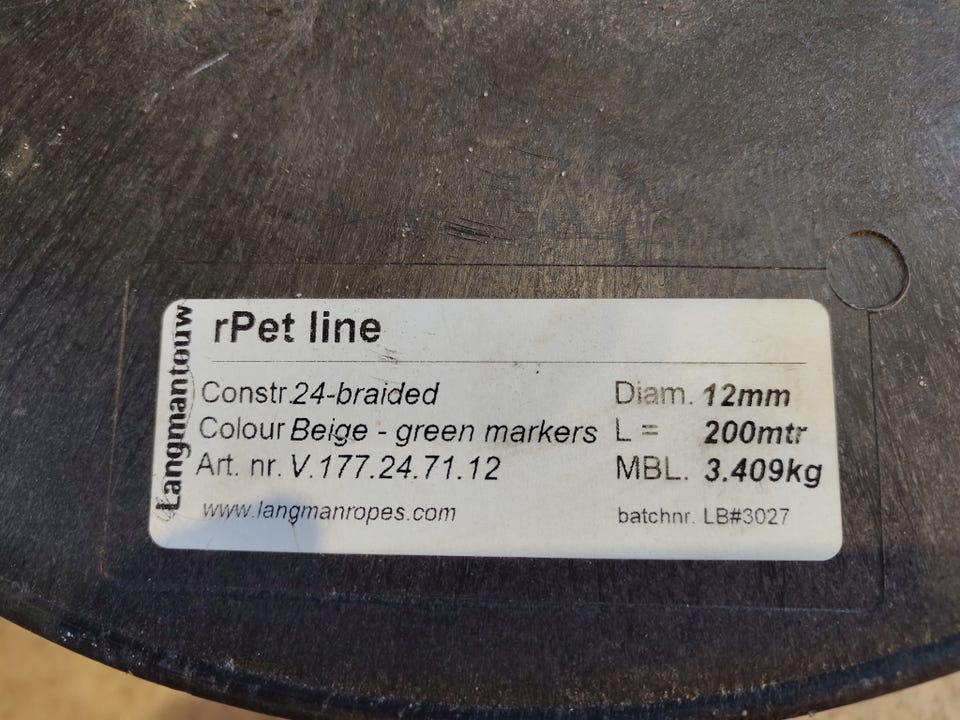 Langmantouw
rPet line
Constr. 24-braided Diam. 12mm
Colour Beige - green markers L = 200mtr
Art. nr. V.177.24.71.12 MBL. 3.409kg
www.langmanropes.com batchnr. LB#3027